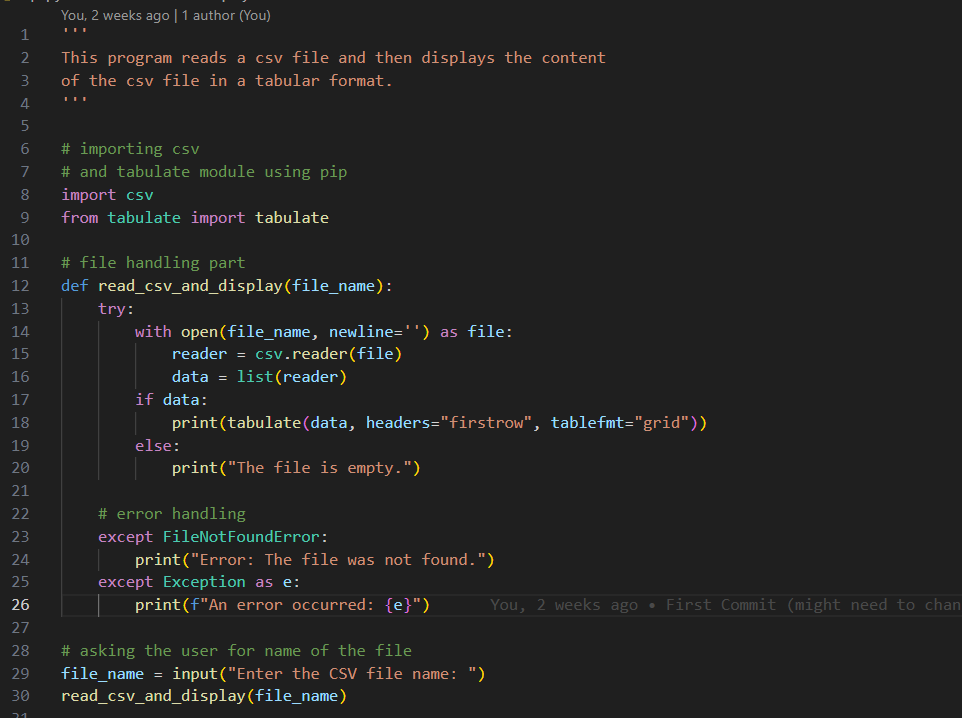 You, 2 weeks ago | 1 author (You)
1 '''
2 This program reads a csv file and then displays the content
3 of the csv file in a tabular format.
4 '''
5
6 # importing csv
7 # and tabulate module using pip
8 import csv
9 from tabulate import tabulate
10
11 # file handling part
12 def read_csv_and_display(file_name):
13     try:
14         with open(file_name, newline='') as file:
15             reader = csv.reader(file)
16             data = list(reader)
17         if data:
18             print(tabulate(data, headers="firstrow", tablefmt="grid"))
19         else:
20             print("The file is empty.")
21
22     # error handling
23     except FileNotFoundError:
24         print("Error: The file was not found.")
25     except Exception as e:
26         print(f"An error occurred: {e}") You, 2 weeks ago • First Commit (might need to chan
27
28 # asking the user for name of the file
29 file_name = input("Enter the CSV file name: ")
30 read_csv_and_display(file_name)
31